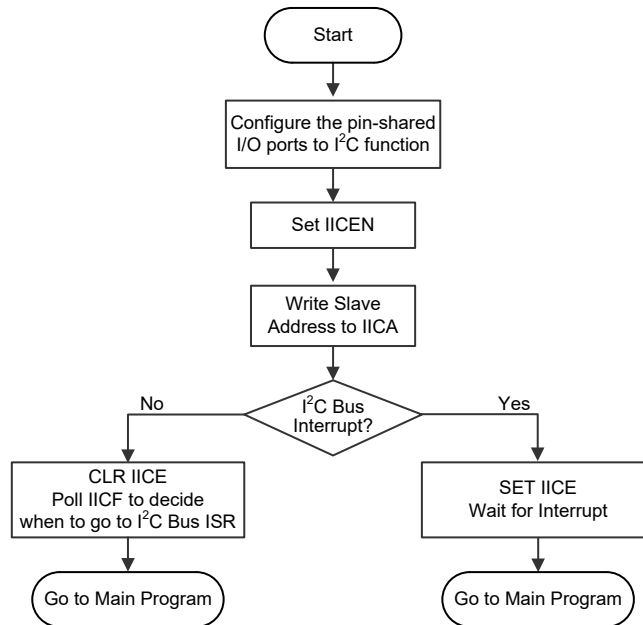 Start
Configure the pin-shared
I/O ports to I²C function
Set IICEN
Write Slave
Address to IICA
I²C Bus
Interrupt?
No
Yes
CLR IICE
Poll IICF to decide
when to go to I²C Bus ISR
SET IICE
Wait for Interrupt
Go to Main Program
Go to Main Program